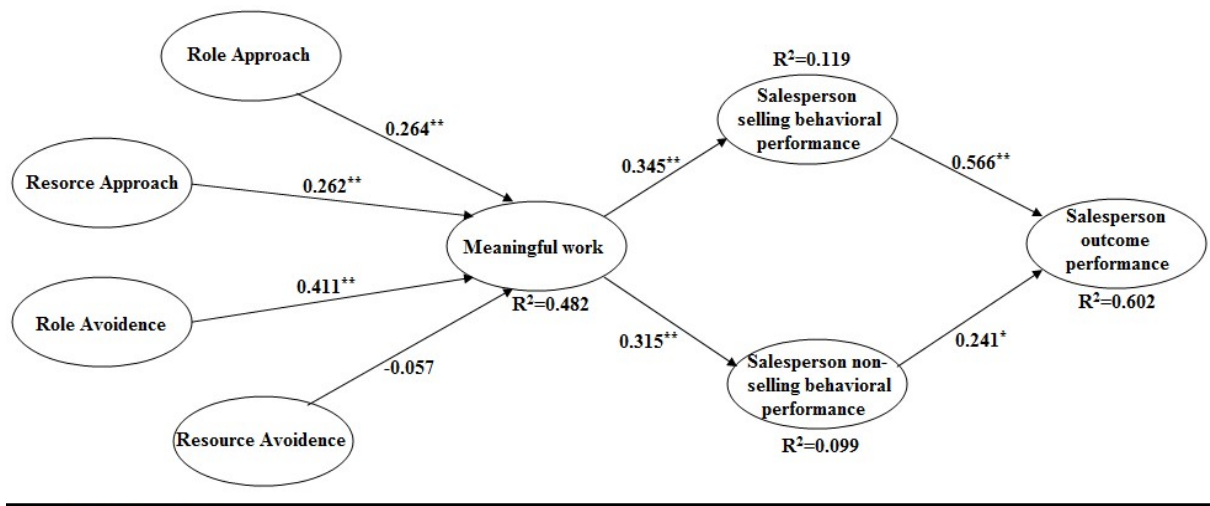 Role Approach
R²=0.119
Salesperson
selling behavioral
performance
0.264**
0.345**
0.566**
Resorce Approach
0.262**
Meaningful work
R²=0.482
Salesperson
outcome
performance
R²=0.602
0.411**
Role Avoidence
0.315**
0.241*
-0.057
Salesperson non-
selling behavioral
performance
R²=0.099
Resource Avoidence